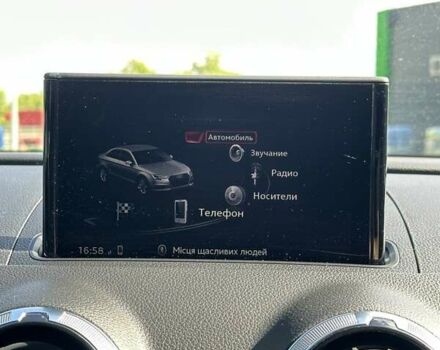 Автомобиль
Звучание
Радио
Носители
Телефон
16:58
Місця щасливих людей